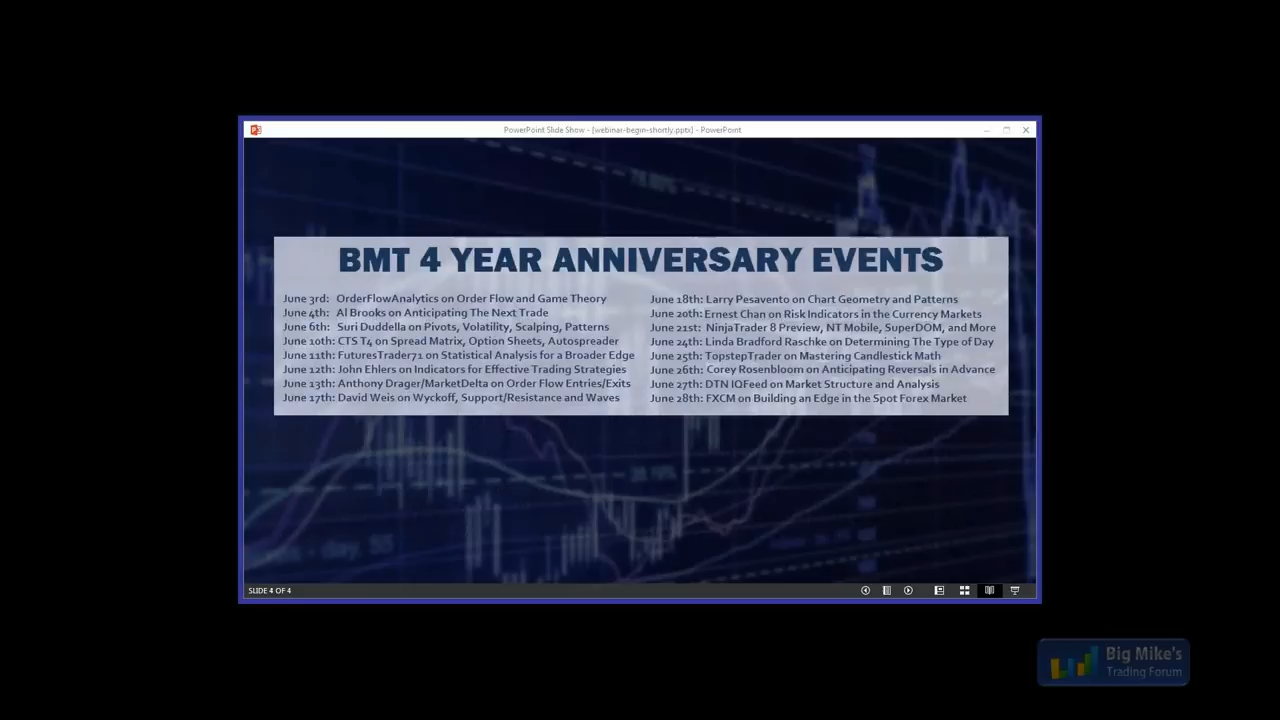 PowerPoint Slide Show - [webinar-begin-shortly.pptx] - PowerPoint
BMT 4 YEAR ANNIVERSARY EVENTS
June 3rd: OrderFlowAnalytics on Order Flow and Game Theory
June 4th: Al Brooks on Anticipating The Next Trade
June 6th: Suri Duddella on Pivots, Volatility, Scalping, Patterns
June 10th: CTS T4 on Spread Matrix, Option Sheets, Autospreader
June 11th: FuturesTrader71 on Statistical Analysis for a Broader Edge
June 12th: John Ehlers on Indicators for Effective Trading Strategies
June 13th: Anthony Drager/MarketDelta on Order Flow Entries/Exits
June 17th: David Weis on Wyckoff, Support/Resistance and Waves
June 18th: Larry Pesavento on Chart Geometry and Patterns
June 20th: Ernest Chan on Risk Indicators in the Currency Markets
June 21st: NinjaTrader 8 Preview, NT Mobile, SuperDOM, and More
June 24th: Linda Bradford Raschke on Determining The Type of Day
June 25th: TopstepTrader on Mastering Candlestick Math
June 26th: Corey Rosenbloom on Anticipating Reversals in Advance
June 27th: DTN IQFeed on Market Structure and Analysis
June 28th: FXCM on Building an Edge in the Spot Forex Market
SLIDE 4 OF 4
Big Mike's
Trading Forum